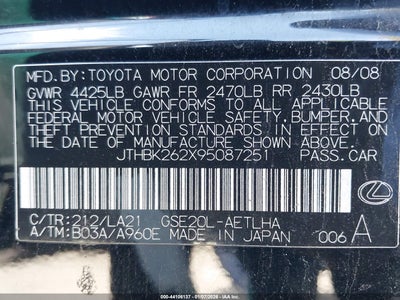 MFD.BY:TOYOTA MOTOR CORPORATION 08/08
GVWR 4425LB GAWR FR 2470LB RR 2430LB
THIS VEHICLE CONFORMS TO ALL APPLICABLE
FEDERAL MOTOR VEHICLE SAFETY,BUMPER,AND
THEFT PREVENTION STANDARDS IN EFFECT ON
THE DATE OF MANUFACTURE SHOWN ABOVE.
JTHBK262X95087251 PASS.CAR
C/TR:212/LA21 GSE20L-AETLHA
A/TM:B03A/A960E MADE IN JAPAN 006 A
© IAA 000-44106137 - 01/07/2026 - 1